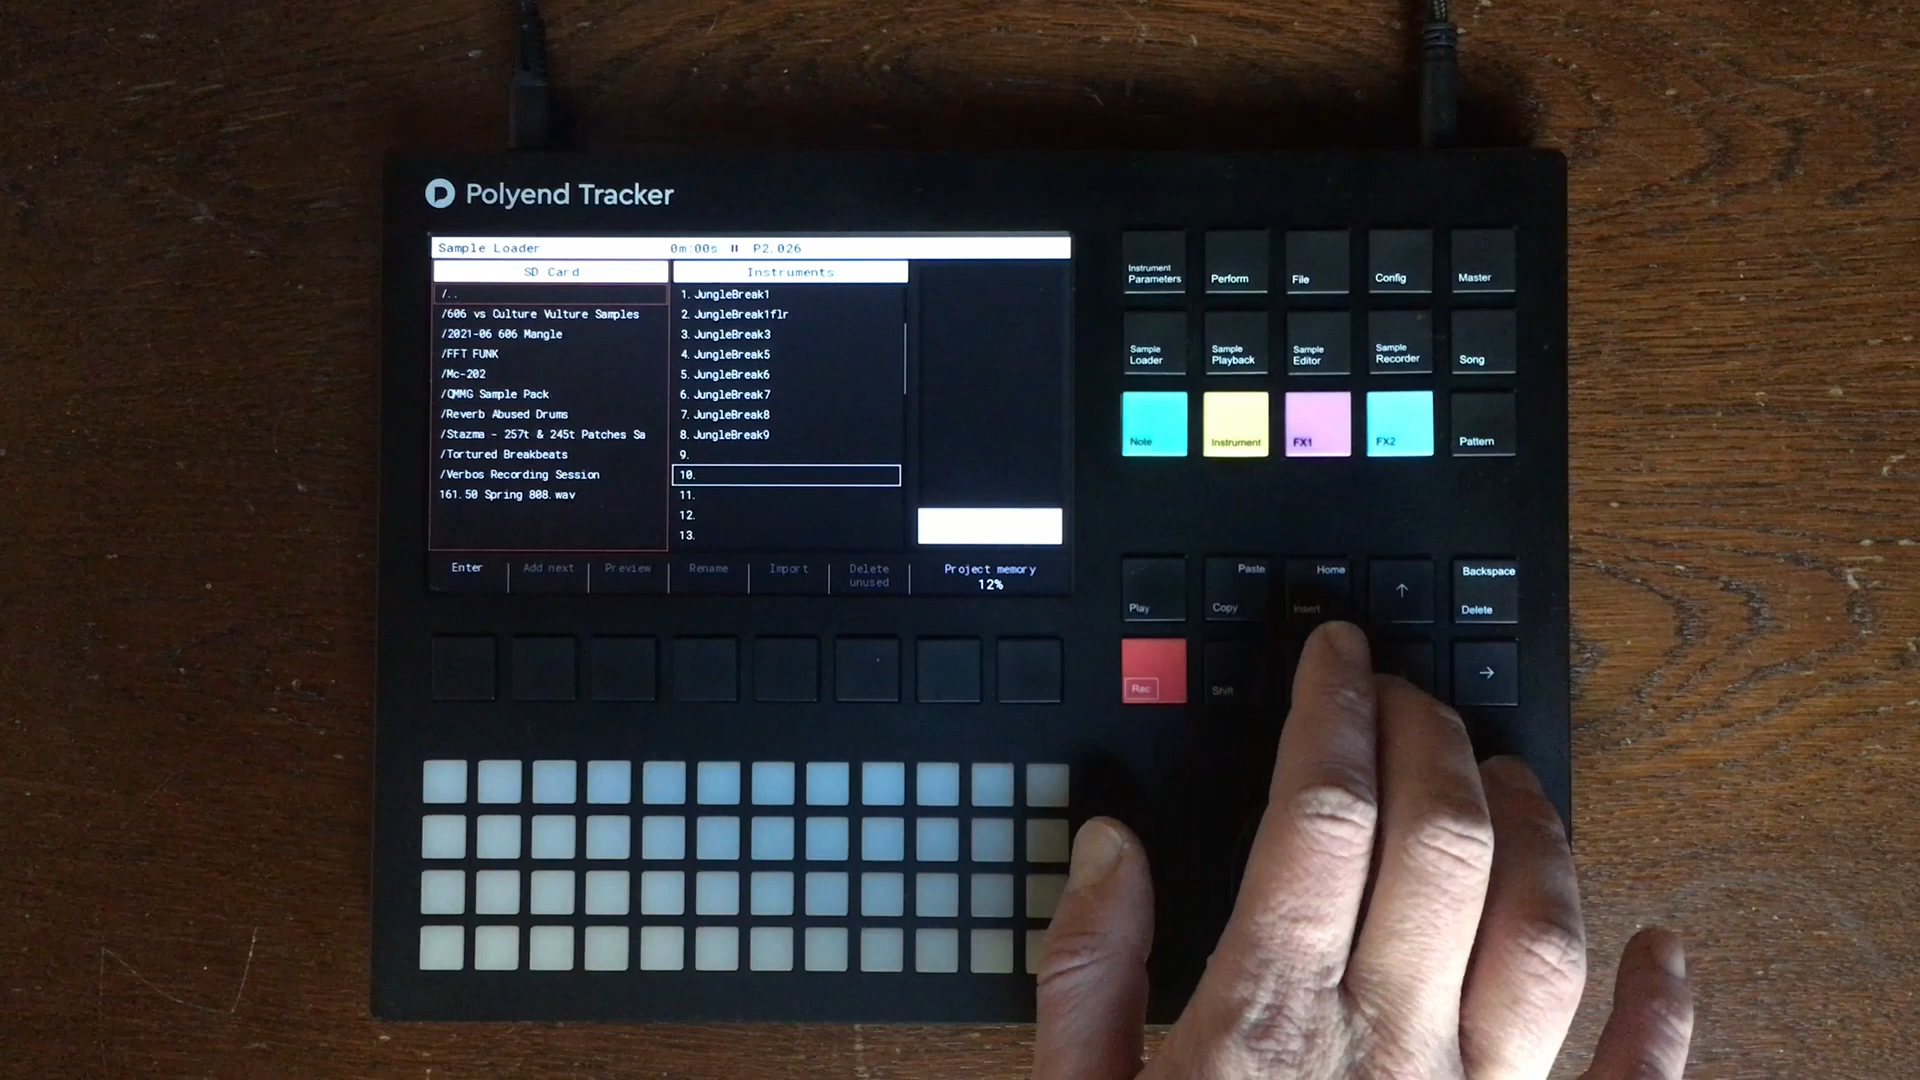 Polyend Tracker
Sample Loader 0m:00s P2.026
SD Card
/..
/606 vs Culture Vulture Samples
/2021-06 606 Mangle
/FFT FUNK
/Mc-202
/QMMG Sample Pack
/Reverb Abused Drums
/Stazma - 257t & 245t Patches Sa
/Tortured Breakbeats
/Verbos Recording Session
161.50 Spring 808.wav
Instruments
1. JungleBreak1
2. JungleBreak1flr
3. JungleBreak3
4. JungleBreak5
5. JungleBreak6
6. JungleBreak7
7. JungleBreak8
8. JungleBreak9
9.
10.
11.
12.
13.
Enter
Add next
Preview
Rename
Import
Delete
unused
Project memory
12%
Instrument
Parameters
Perform
File
Config
Master
Sample
Loader
Sample
Playback
Sample
Editor
Sample
Recorder
Song
Note
Instrument
FX1
FX2
Pattern
Play
Paste
Copy
Home
Insert
↑
Backspace
Delete
Rec
Shift
→